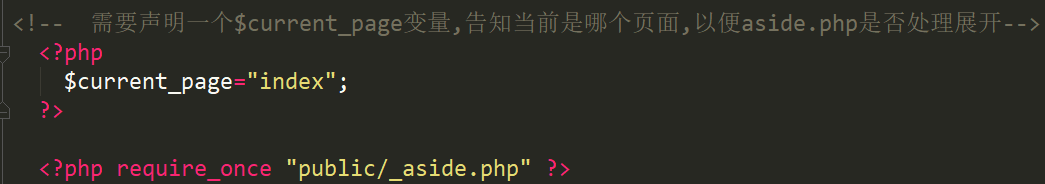 <!--  需要声明一个$current_page变量,告知当前是哪个页面,以便aside.php是否处理展开-->
<?php
$current_page="index";
?>
<?php require_once "public/_aside.php" ?>